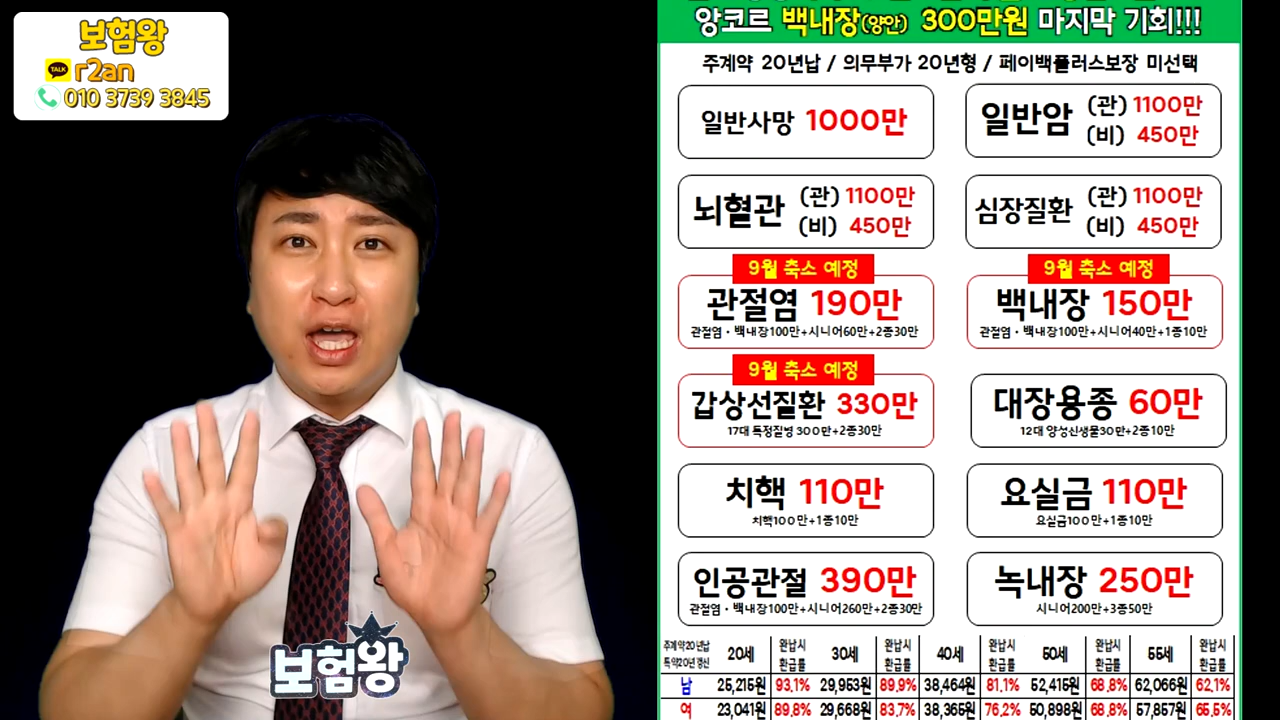 보험왕
TALK r2an
010 3739 3845
앙코르 백내장(양안) 300만원 마지막 기회!!!
주계약 20년납 / 의무부가 20년형 / 페이백플러스보장 미선택
일반사망 1000만
일반암 (관) 1100만
(비) 450만
뇌혈관 (관) 1100만
(비) 450만
심장질환 (관) 1100만
(비) 450만
9월 축소 예정
관절염 190만
관절염·백내장100만+시니어60만+2종30만
9월 축소 예정
백내장 150만
관절염·백내장100만+시니어40만+1종10만
9월 축소 예정
갑상선질환 330만
17대 특정질병 300만+2종30만
대장용종 60만
12대 양성신생물30만+2종10만
치핵 110만
치핵100만+1종10만
요실금 110만
요실금100만+1종10만
인공관절 390만
관절염·백내장100만+시니어260만+2종30만
녹내장 250만
시니어200만+3종50만
주계약20년납 특약20년갱신 20세 완납시 환급률 30세 완납시 환급률 40세 완납시 환급률 50세 완납시 환급률 55세 완납시 환급률
남 25,215원 93,1% 29,953원 89,9% 38,464원 81,1% 52,415원 68,8% 62,066원 62,1%
여 23,041원 89,8% 29,668원 83,7% 38,365원 76,2% 50,898원 68,8% 57,857원 65,5%
보험왕